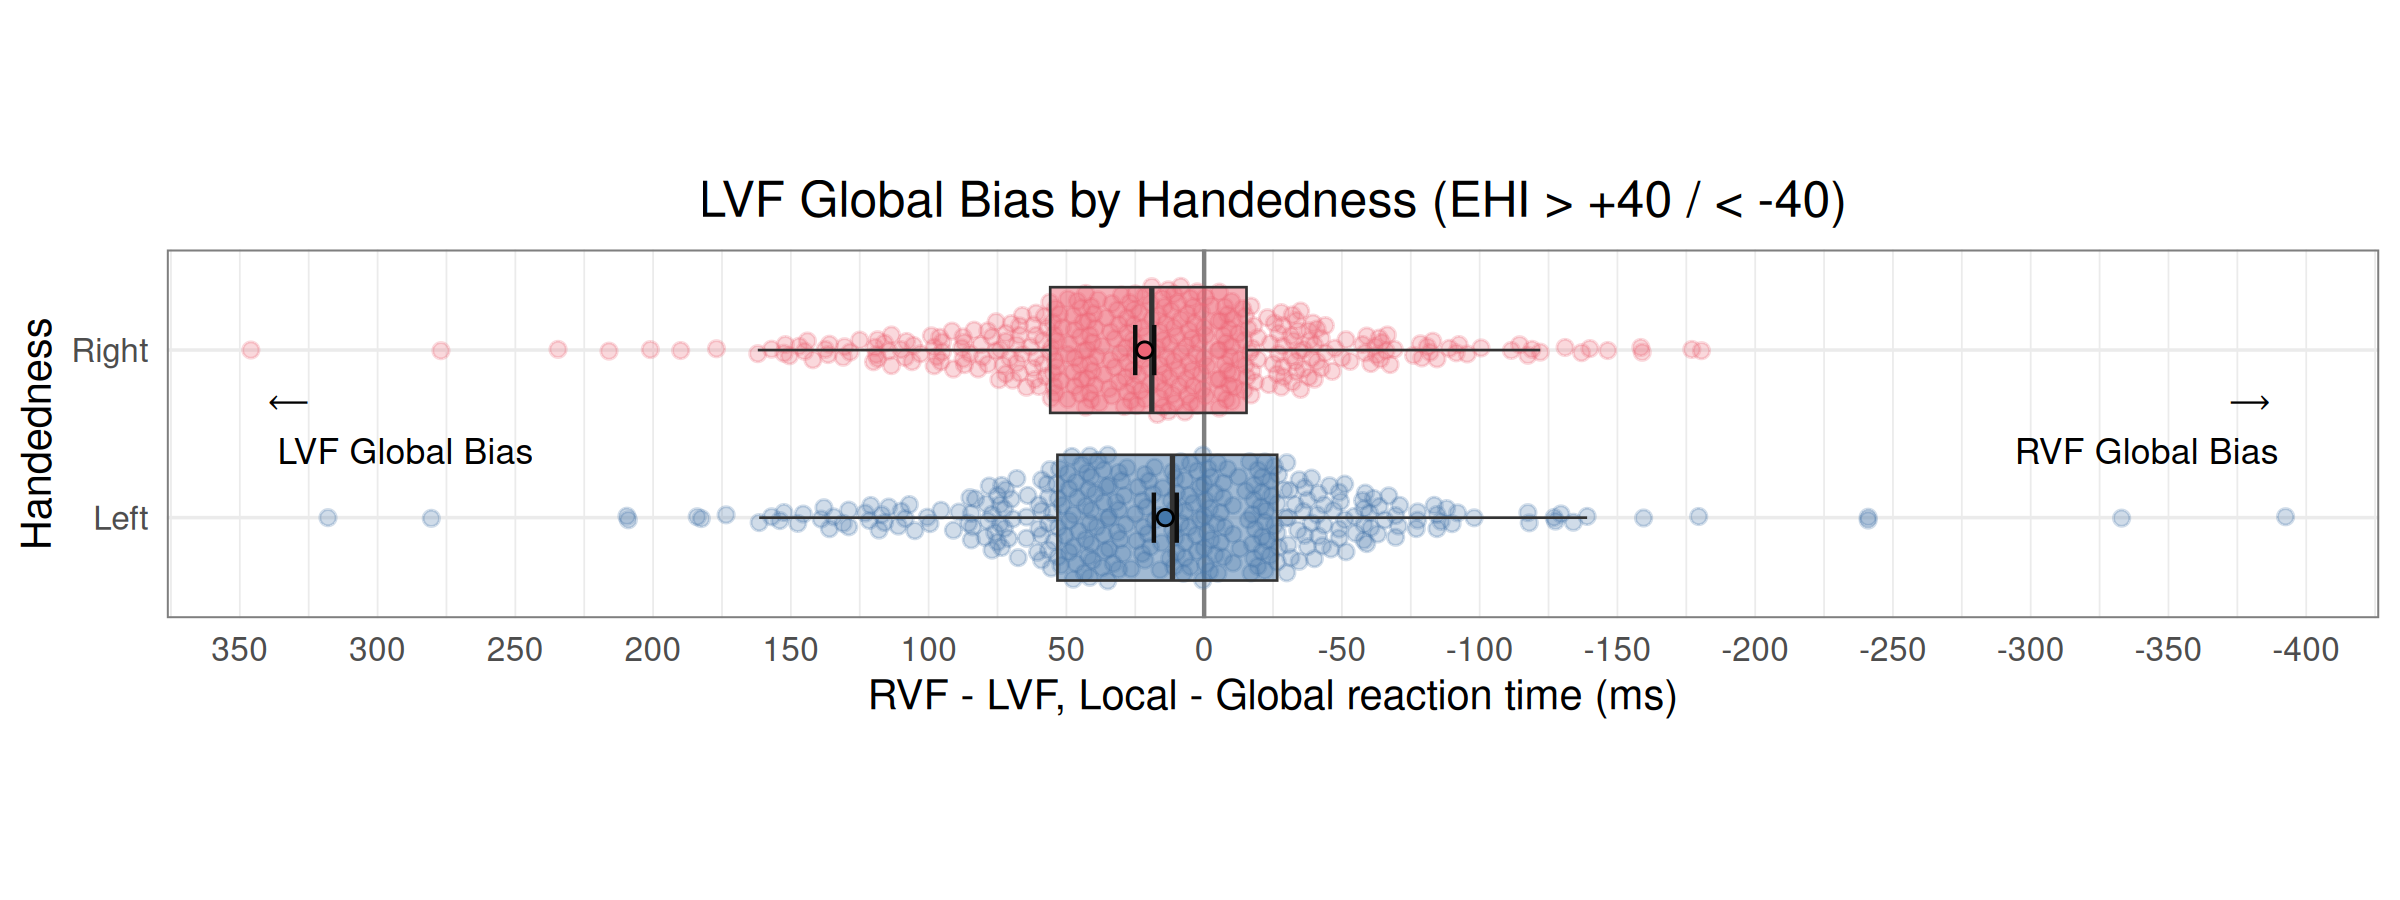 LVF Global Bias by Handedness (EHI > +40 / < -40)
Handedness
Right
←
→
LVF Global Bias
RVF Global Bias
Left
350 300 250 200 150 100 50 0 -50 -100 -150 -200 -250 -300 -350 -400
RVF - LVF, Local - Global reaction time (ms)